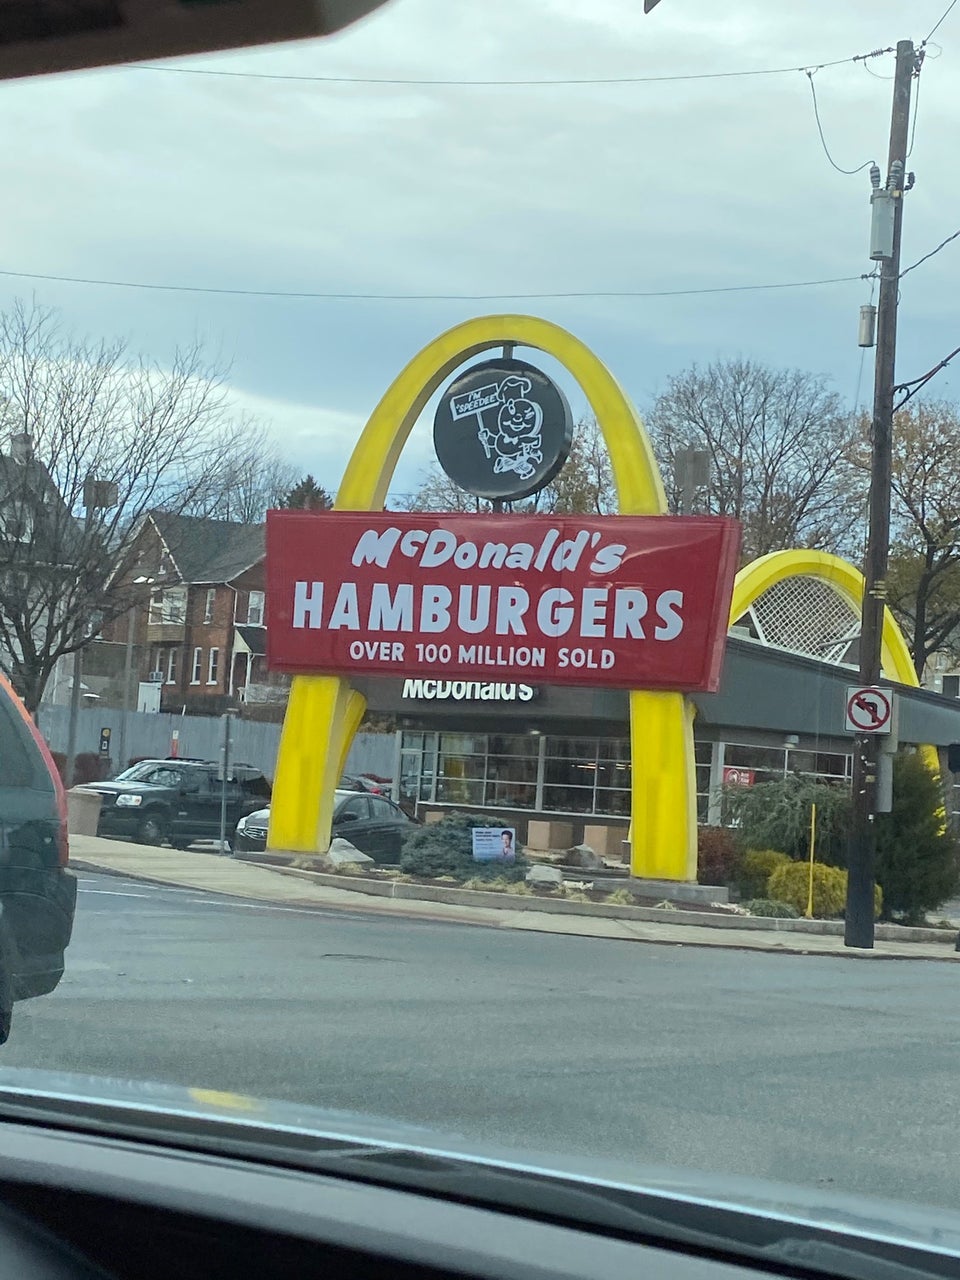 I'm
"SPEEDEE"
McDonald's
HAMBURGERS
OVER 100 MILLION SOLD
McDonald's